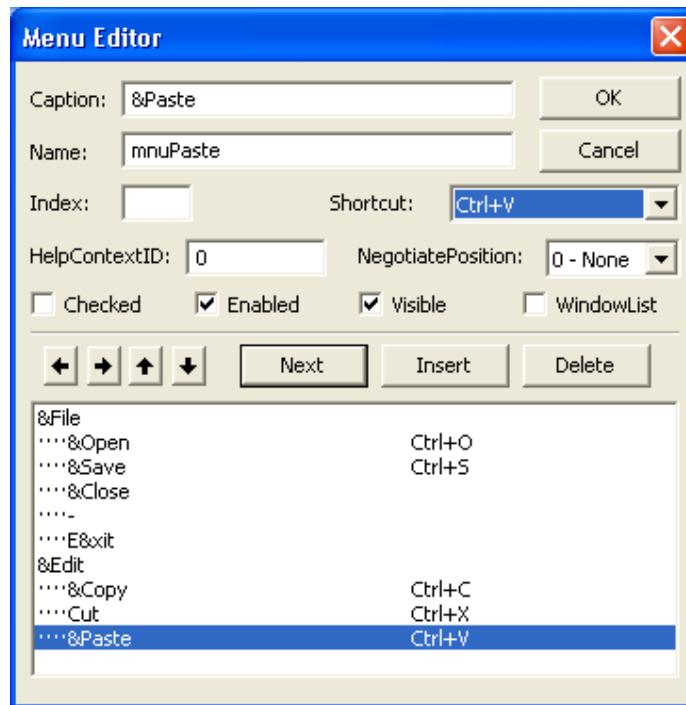 Menu Editor
Caption: &Paste OK
Name: mnuPaste Cancel
Index: Shortcut: Ctrl+V
HelpContextID: 0 NegotiatePosition: 0 - None
Checked Enabled Visible WindowList
Next Insert Delete
&File
····&Open Ctrl+O
····&Save Ctrl+S
····&Close
····-
····E&xit
&Edit
····&Copy Ctrl+C
····Cut Ctrl+X
····&Paste Ctrl+V